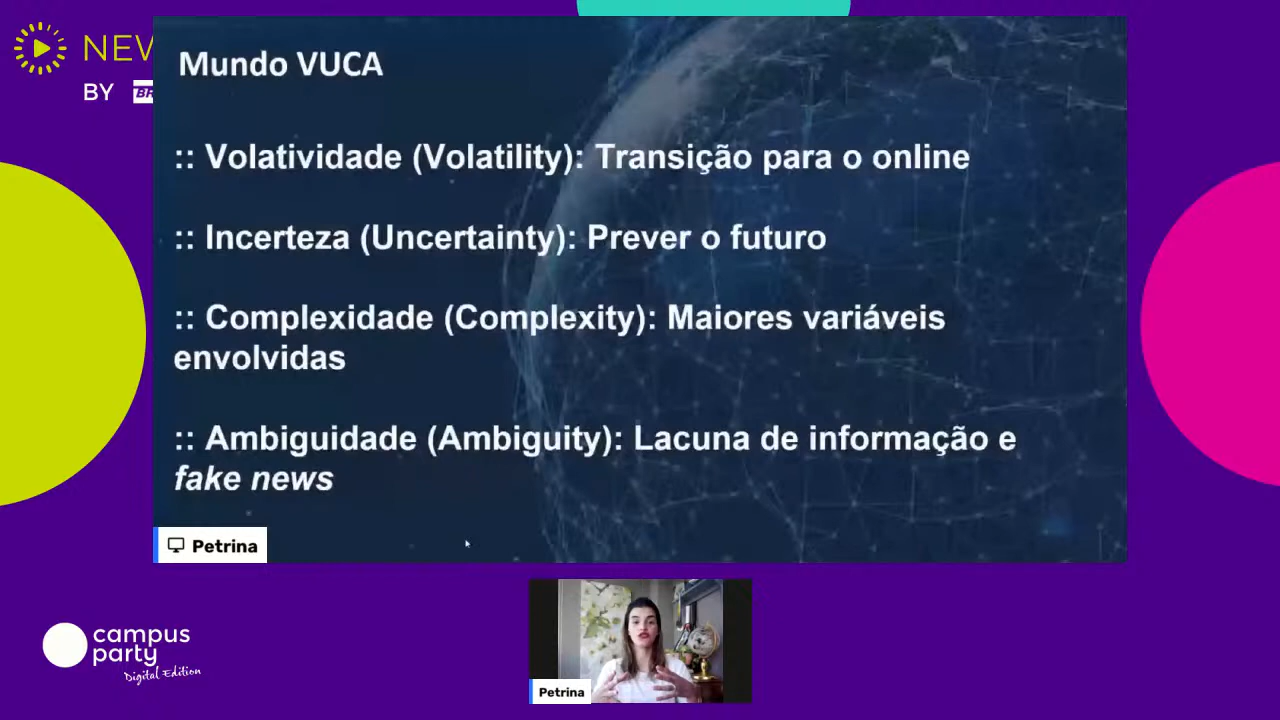 NEW
BY BR
Mundo VUCA
:: Volatividade (Volatility): Transição para o online
:: Incerteza (Uncertainty): Prever o futuro
:: Complexidade (Complexity): Maiores variáveis
envolvidas
:: Ambiguidade (Ambiguity): Lacuna de informação e
fake news
Petrina
campus
party
Digital Edition
Petrina